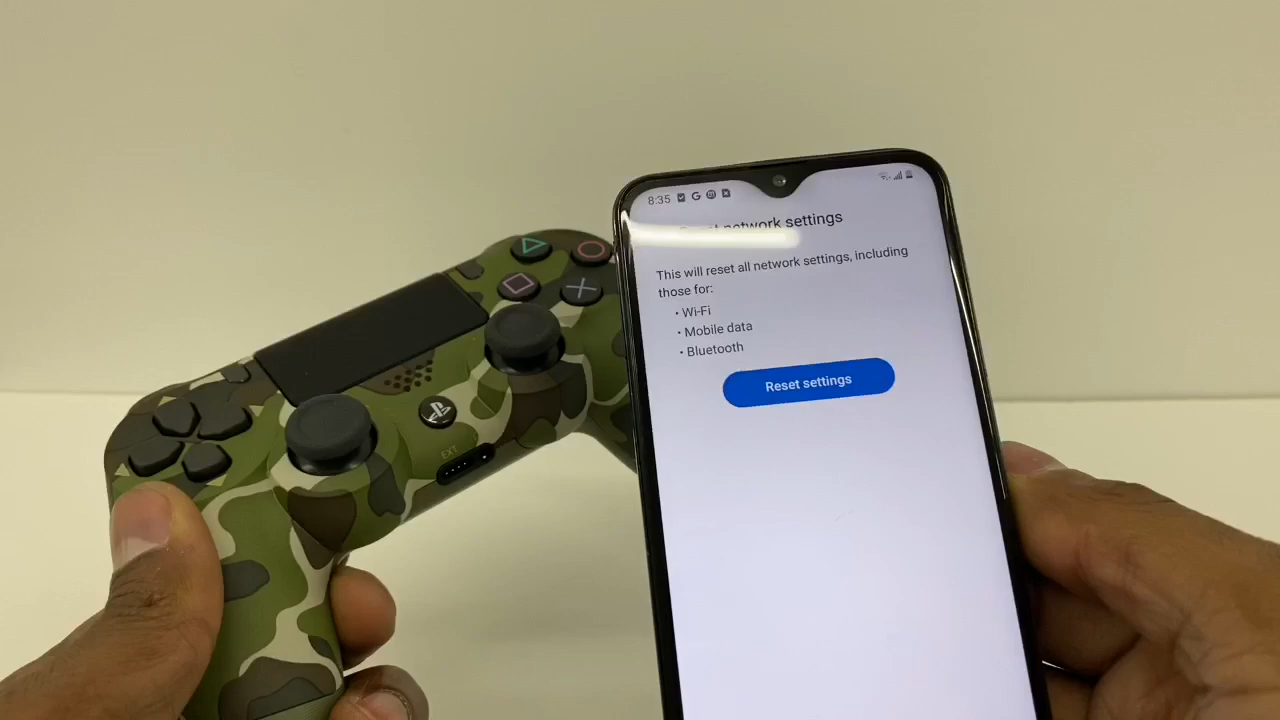 8:35
Reset network settings
This will reset all network settings, including
those for:
• Wi-Fi
• Mobile data
• Bluetooth
Reset settings
EXT